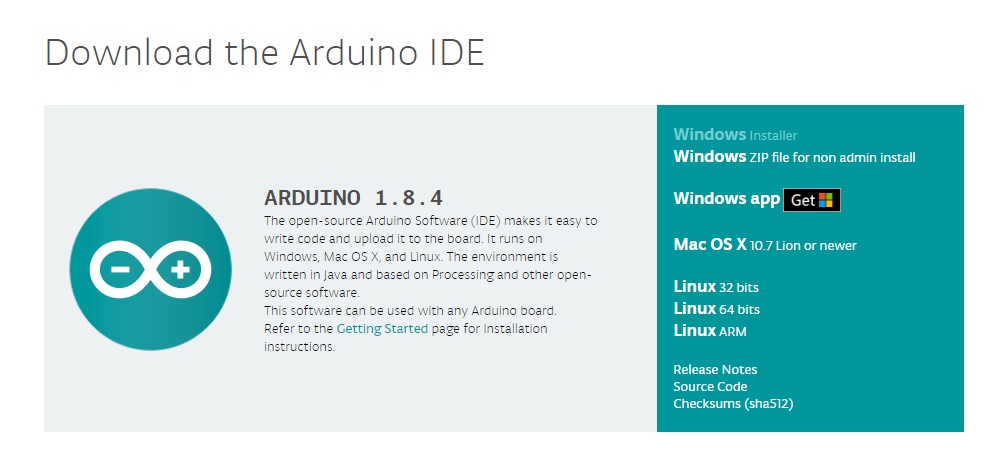 Download the Arduino IDE
ARDUINO 1.8.4
The open-source Arduino Software (IDE) makes it easy to
write code and upload it to the board. It runs on
Windows, Mac OS X, and Linux. The environment is
written in Java and based on Processing and other open-
source software.
This software can be used with any Arduino board.
Refer to the Getting Started page for Installation
instructions.
Windows Installer
Windows ZIP file for non admin install
Windows app Get
Mac OS X 10.7 Lion or newer
Linux 32 bits
Linux 64 bits
Linux ARM
Release Notes
Source Code
Checksums (sha512)